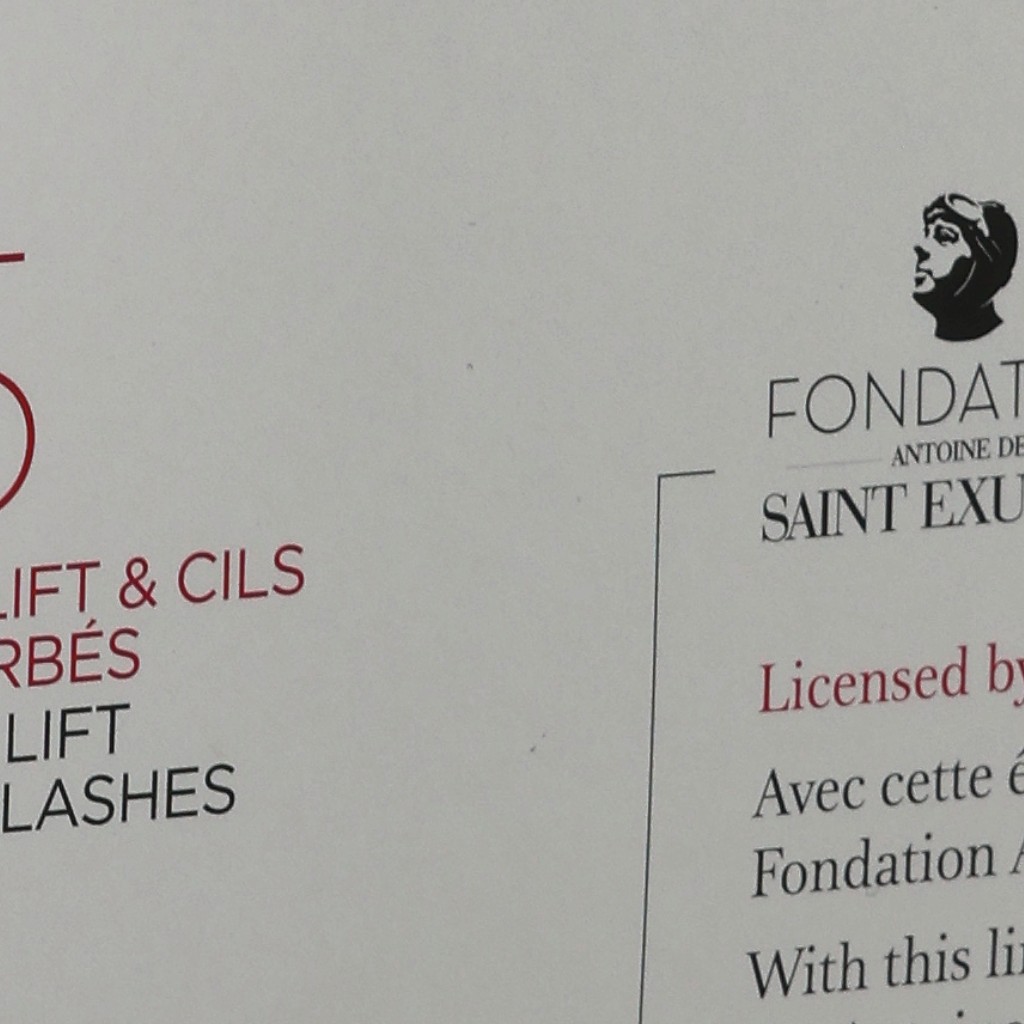 LIFT & CILS
RBÉS
LIFT
LASHES
FONDAT
ANTOINE DE
SAINT EXU
Licensed by
Avec cette é
Fondation A
With this li